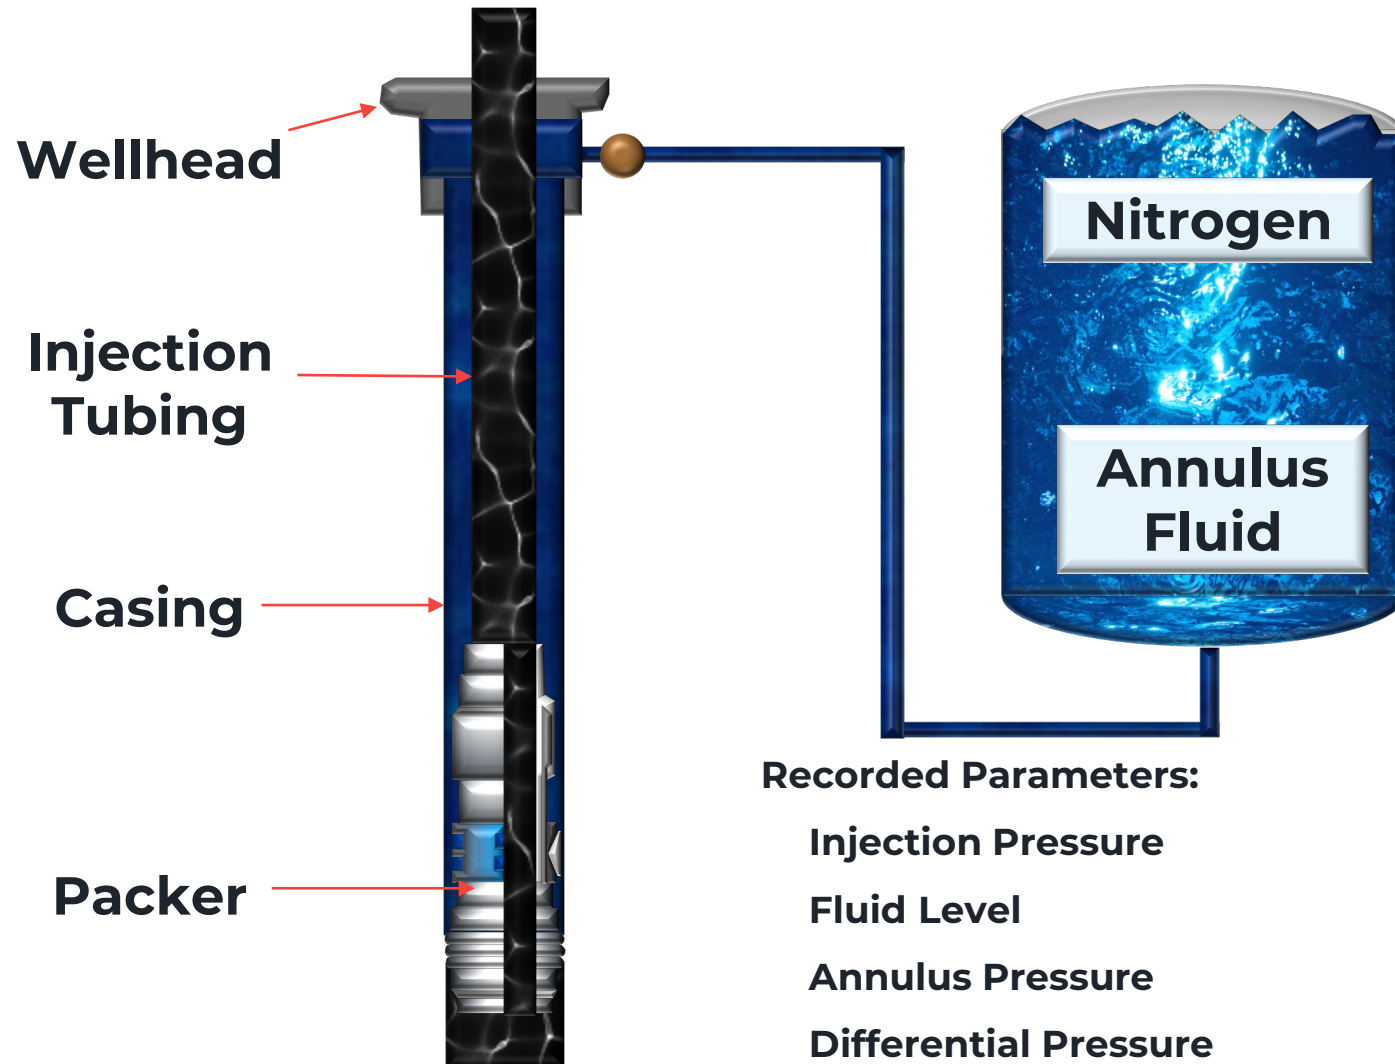 Wellhead
Injection
Tubing
Casing
Packer
Nitrogen
Annulus
Fluid
Recorded Parameters:
Injection Pressure
Fluid Level
Annulus Pressure
Differential Pressure